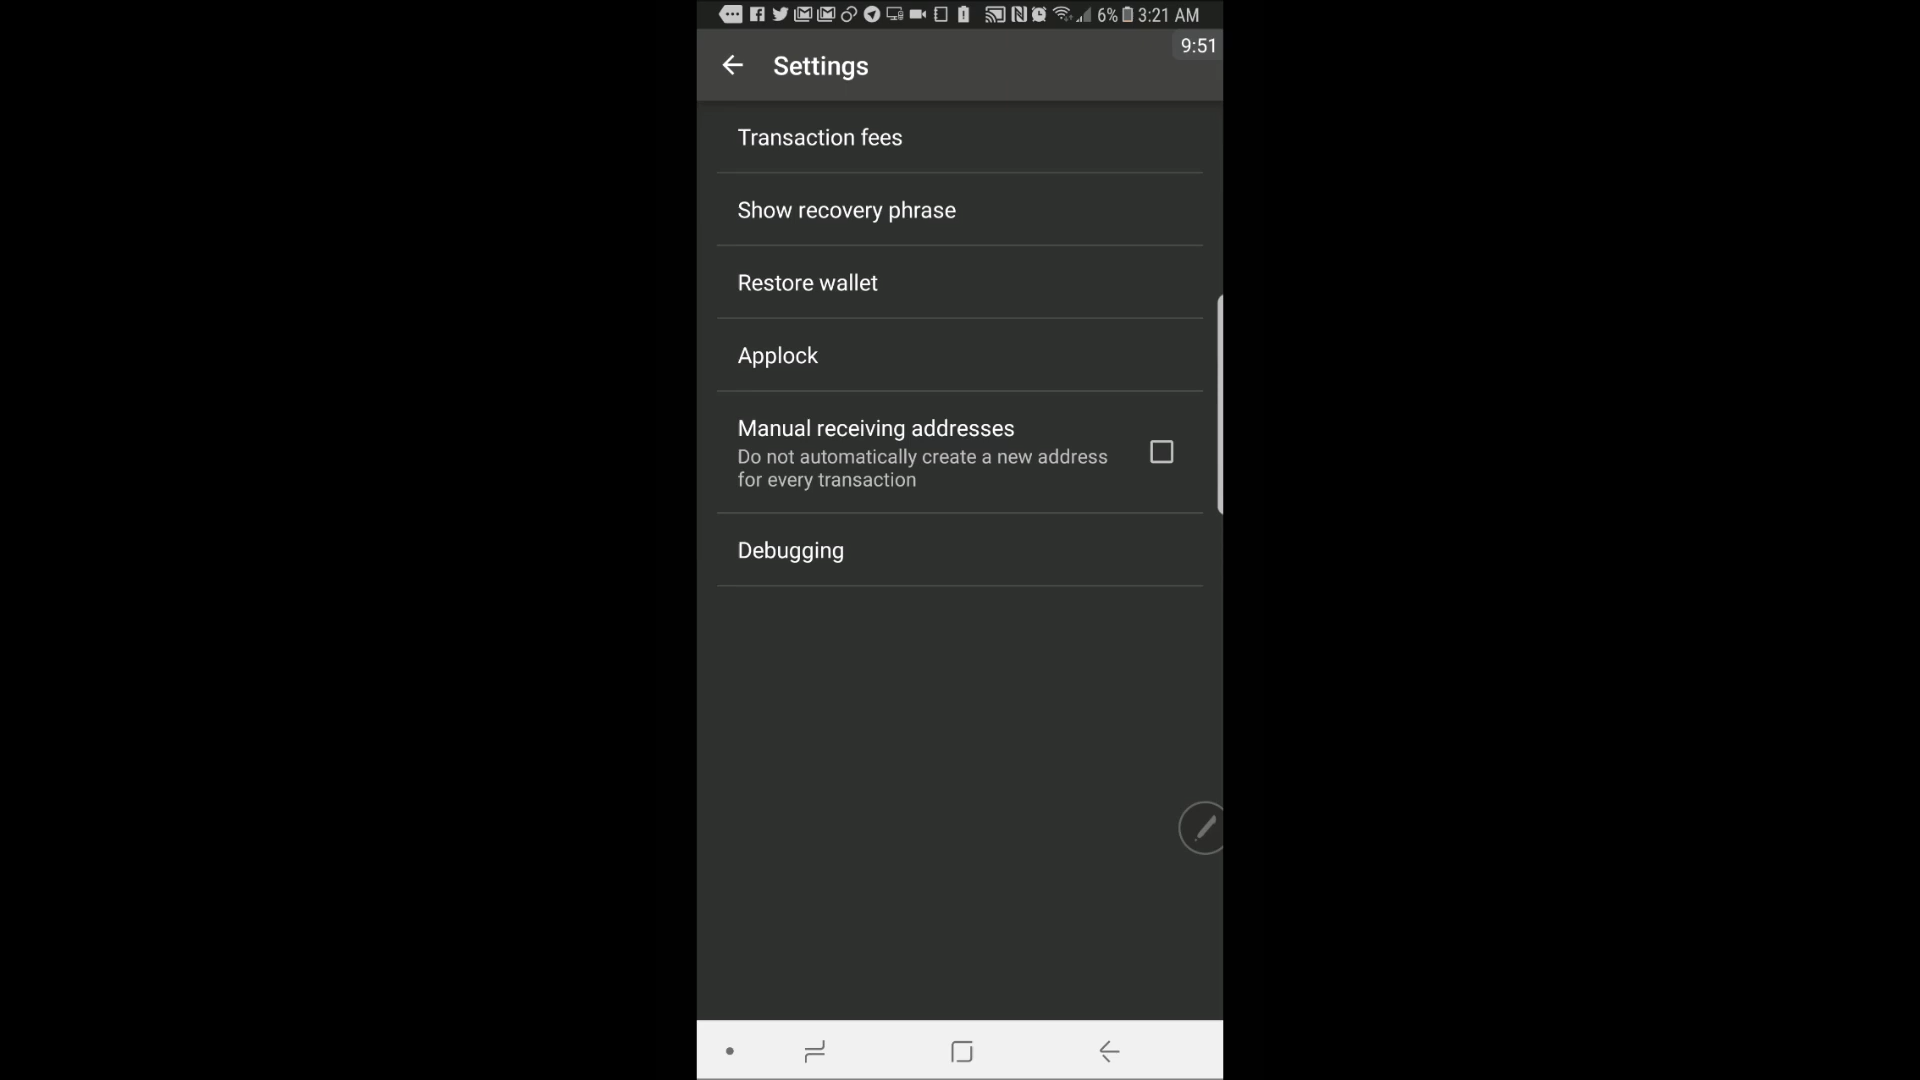 6% 3:21 AM
9:51
Settings
Transaction fees
Show recovery phrase
Restore wallet
Applock
Manual receiving addresses
Do not automatically create a new address
for every transaction
Debugging